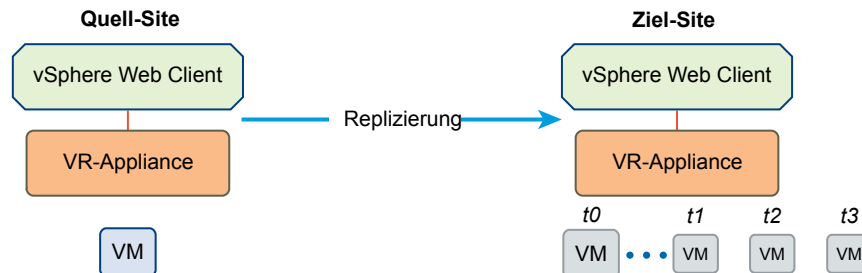 Quell-Site
Ziel-Site
vSphere Web Client
vSphere Web Client
Replizierung
VR-Appliance
VR-Appliance
t0
t1
t2
t3
VM
VM
VM
VM
VM